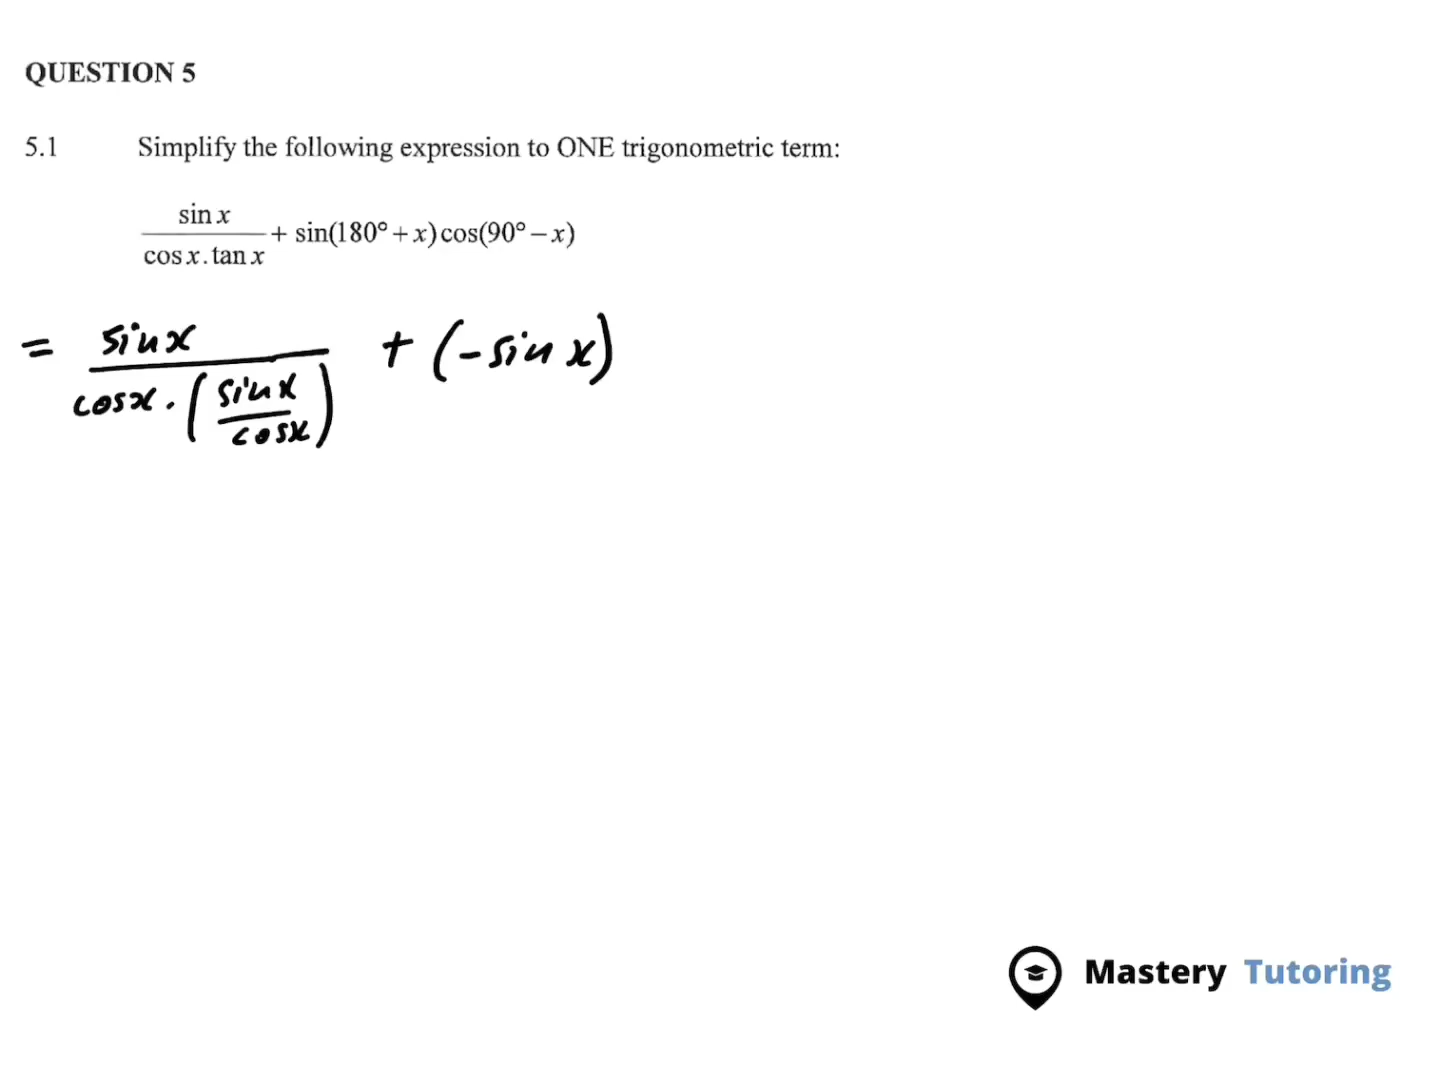 QUESTION 5
5.1 Simplify the following expression to ONE trigonometric term:
sin x / cos x . tan x + sin(180° + x) cos(90° − x)
= sin x / cos x . (sin x / cos x) + (- sin x)
Mastery Tutoring